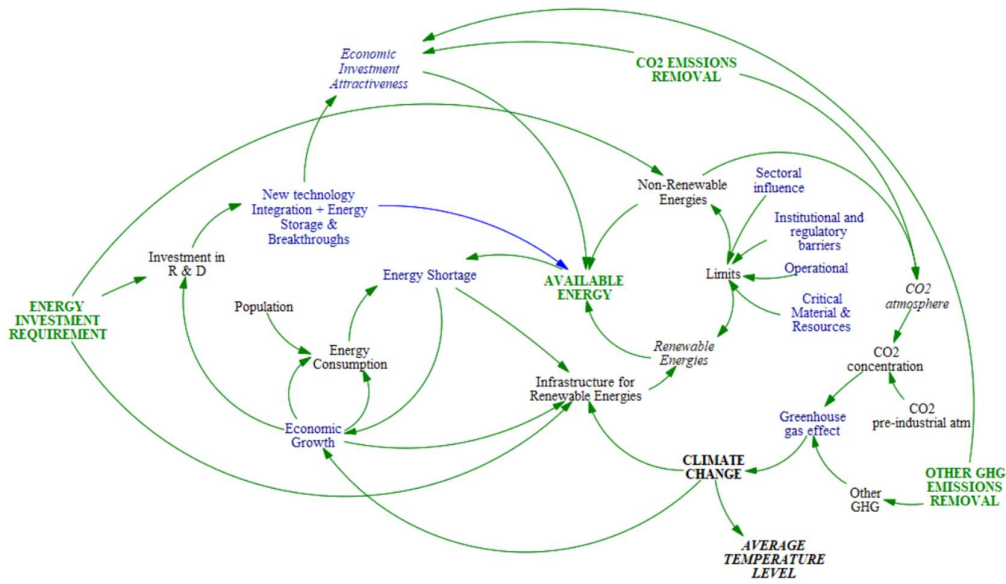 Economic
Investment
Attractiveness
CO2 EMSSIONS
REMOVAL
Non-Renewable
Energies
Sectoral
influence
New technology
Integration + Energy
Storage &
Breakthroughs
Institutional and
regulatory
barriers
Investment in
R & D
Energy Shortage
AVAILABLE
ENERGY
Limits
Operational
CO2
atmosphere
ENERGY
INVESTMENT
REQUIREMENT
Population
Critical
Material &
Resources
Energy
Consumption
Renewable
Energies
CO2
concentration
Infrastructure for
Renewable Energies
Economic
Growth
Greenhouse
gas effect
CO2
pre-industrial atm
CLIMATE
CHANGE
Other
GHG
OTHER GHG
EMISSIONS
REMOVAL
AVERAGE
TEMPERATURE
LEVEL